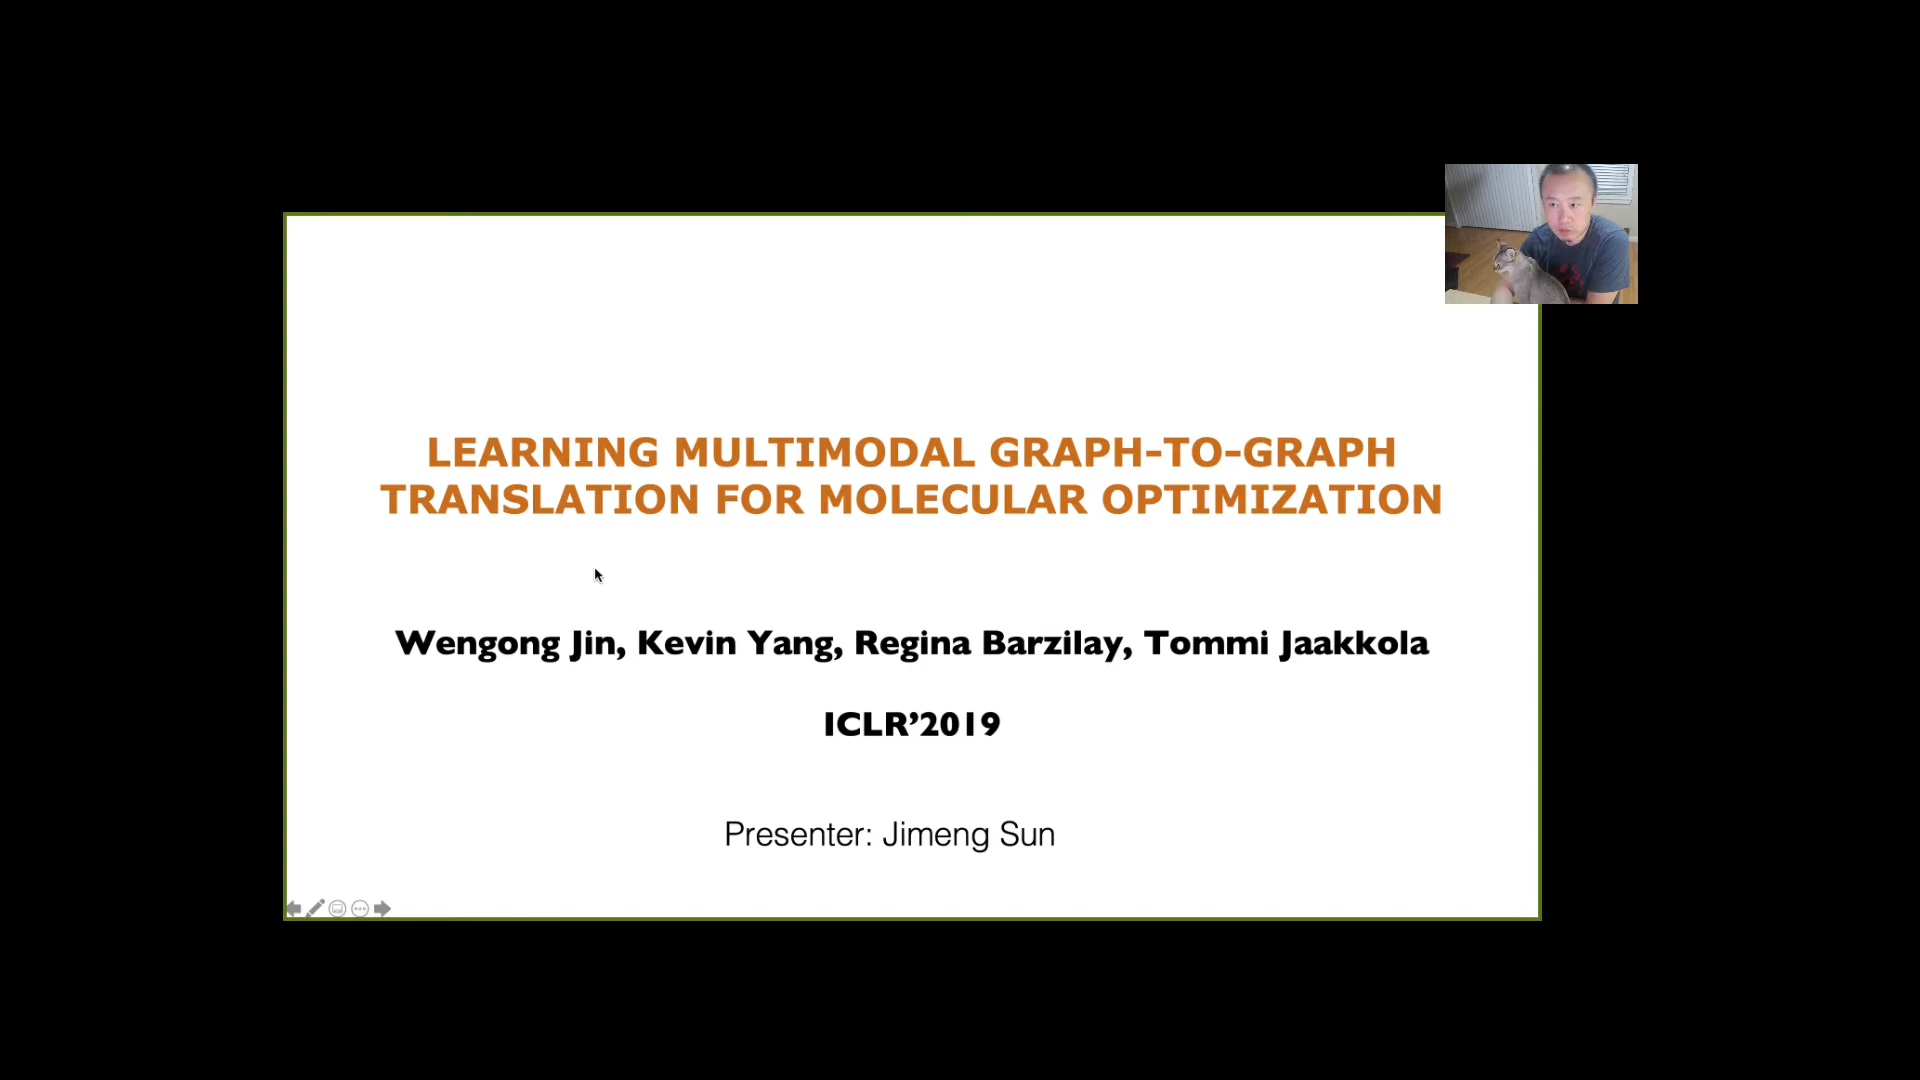 LEARNING MULTIMODAL GRAPH-TO-GRAPH
TRANSLATION FOR MOLECULAR OPTIMIZATION
Wengong Jin, Kevin Yang, Regina Barzilay, Tommi Jaakkola
ICLR’2019
Presenter: Jimeng Sun